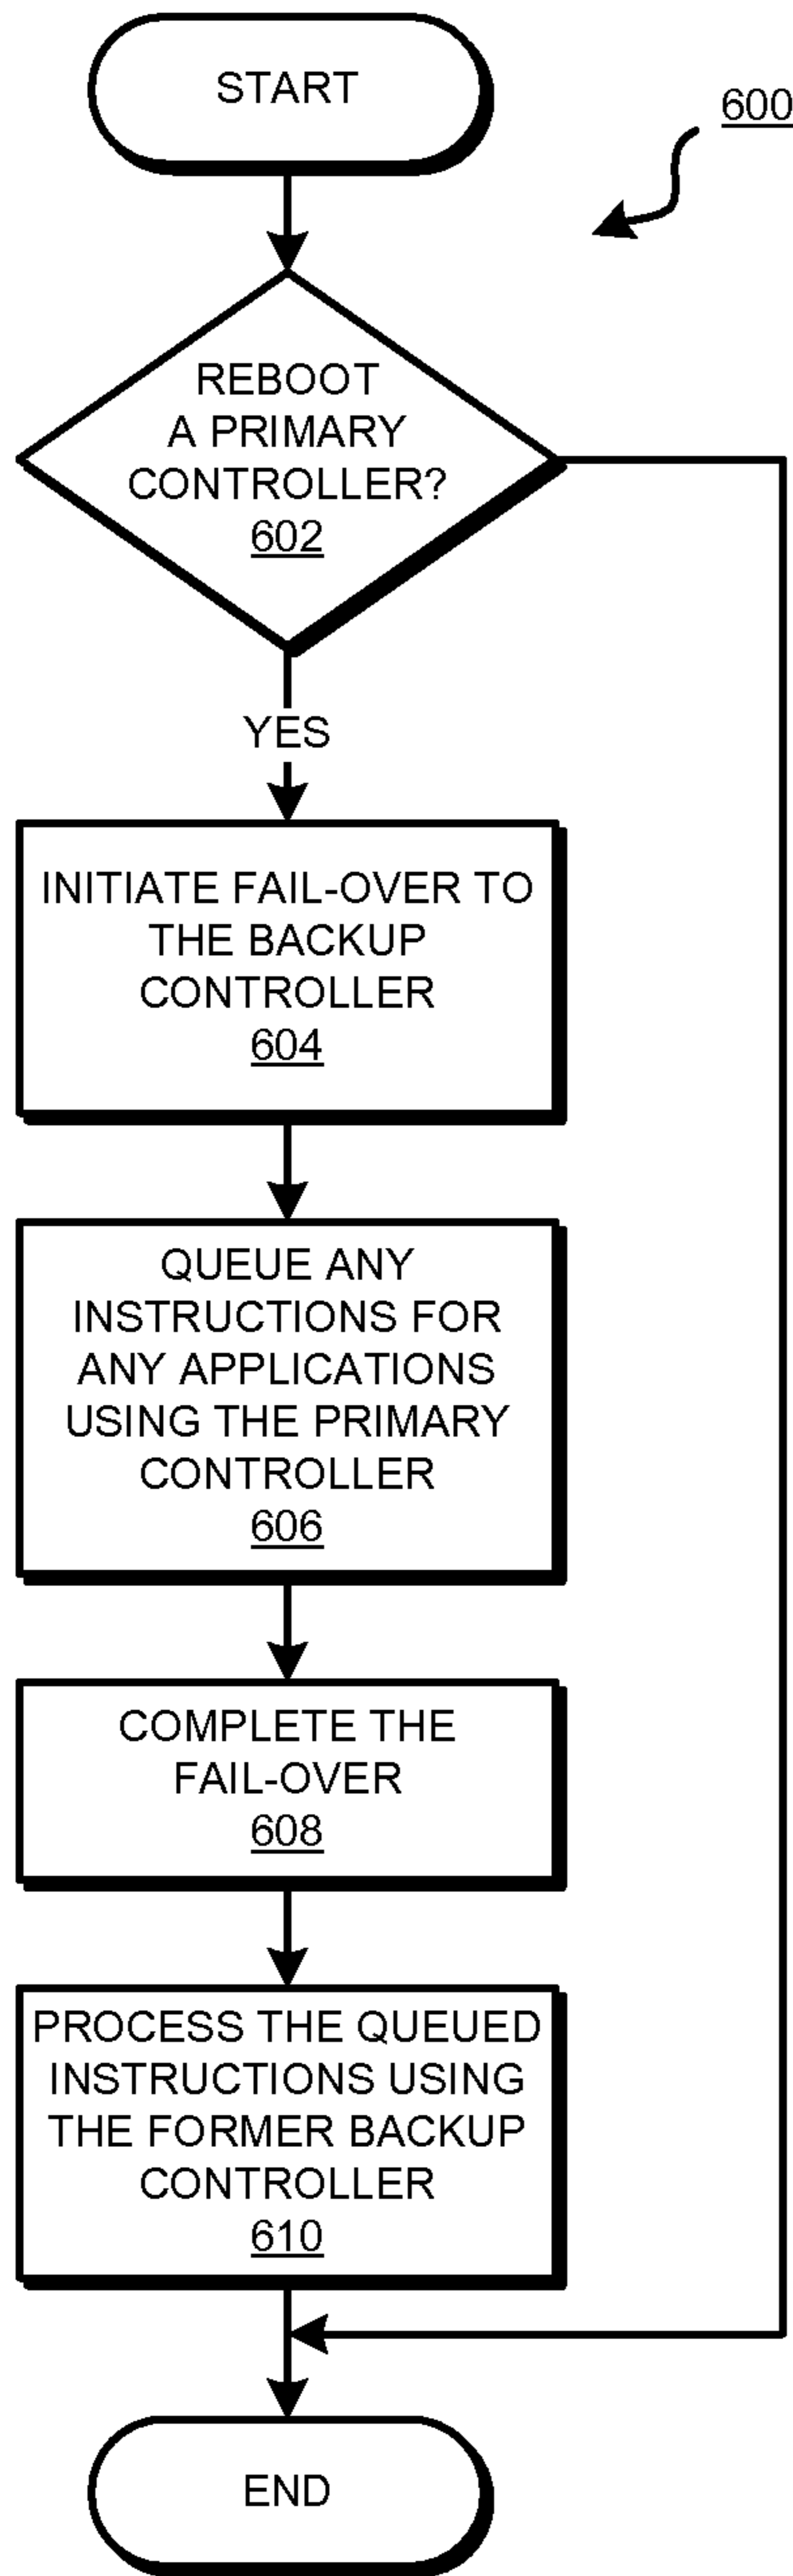 START
600
REBOOT
A PRIMARY
CONTROLLER?
602
YES
INITIATE FAIL-OVER TO
THE BACKUP
CONTROLLER
604
QUEUE ANY
INSTRUCTIONS FOR
ANY APPLICATIONS
USING THE PRIMARY
CONTROLLER
606
COMPLETE THE
FAIL-OVER
608
PROCESS THE QUEUED
INSTRUCTIONS USING
THE FORMER BACKUP
CONTROLLER
610
END